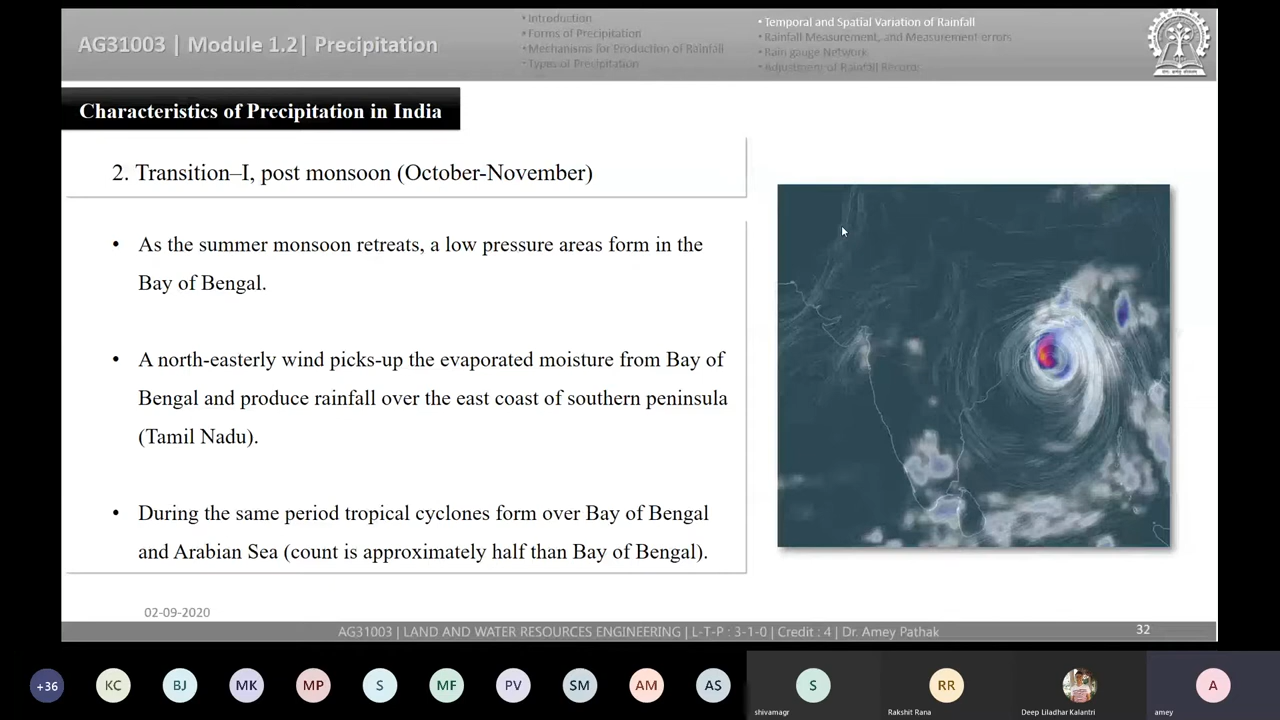 AG31003 | Module 1.2| Precipitation
• Introduction
• Forms of Precipitation
• Mechanisms for Production of Rainfall
• Types of Precipitation
• Temporal and Spatial Variation of Rainfall
• Rainfall Measurement, and Measurement errors
• Rain gauge Network
• Adjustment of Rainfall Record
Characteristics of Precipitation in India
2. Transition–I, post monsoon (October-November)
• As the summer monsoon retreats, a low pressure areas form in the
Bay of Bengal.
• A north-easterly wind picks-up the evaporated moisture from Bay of
Bengal and produce rainfall over the east coast of southern peninsula
(Tamil Nadu).
• During the same period tropical cyclones form over Bay of Bengal
and Arabian Sea (count is approximately half than Bay of Bengal).
02-09-2020
AG31003 | LAND AND WATER RESOURCES ENGINEERING | L-T-P : 3-1-0 | Credit : 4 | Dr. Amey Pathak
32
+36 KC BJ MK MP S MF PV SM AM AS S RR A
shivamagr Rakshit Rana Deep Liladhar Kalantri amey